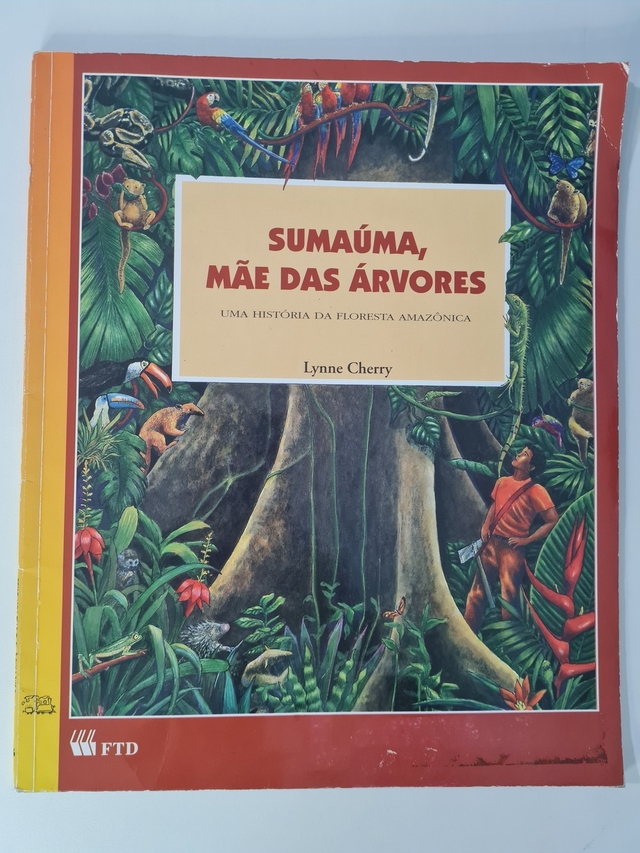 SUMAÚMA,
MÃE DAS ÁRVORES
UMA HISTÓRIA DA FLORESTA AMAZÔNICA
Lynne Cherry
FTD